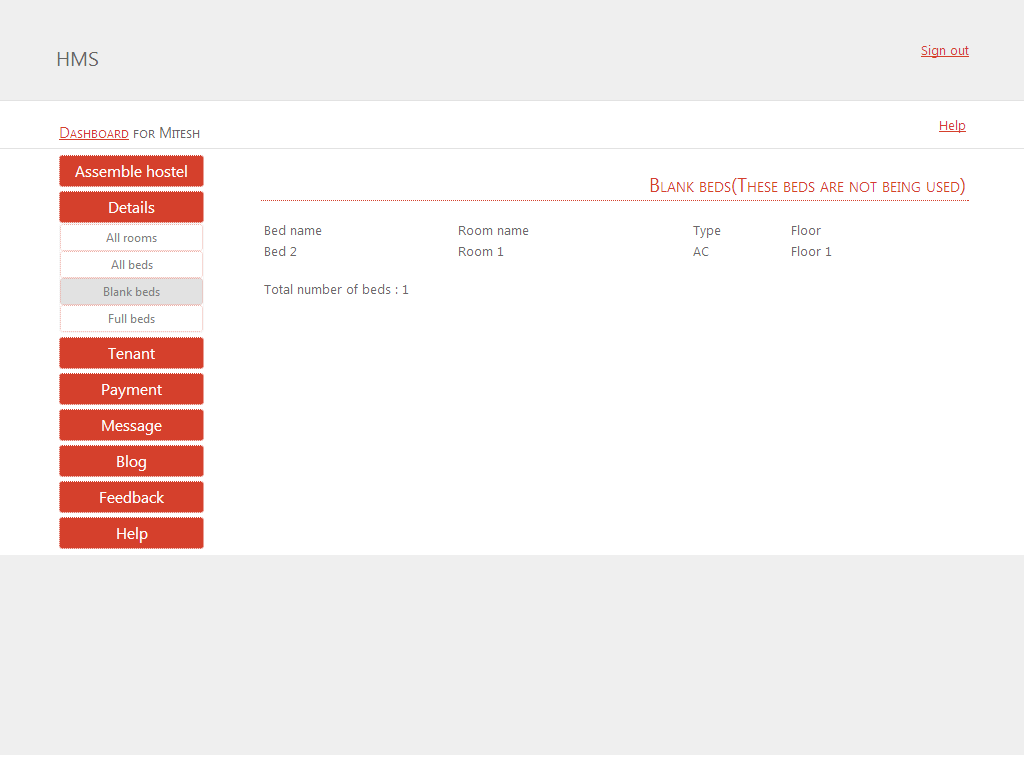 HMS
Sign out
Dashboard for Mitesh
Help
Assemble hostel
Details
All rooms
All beds
Blank beds
Full beds
Tenant
Payment
Message
Blog
Feedback
Help
Blank beds(These beds are not being used)
Bed name Room name Type Floor
Bed 2 Room 1 AC Floor 1
Total number of beds : 1